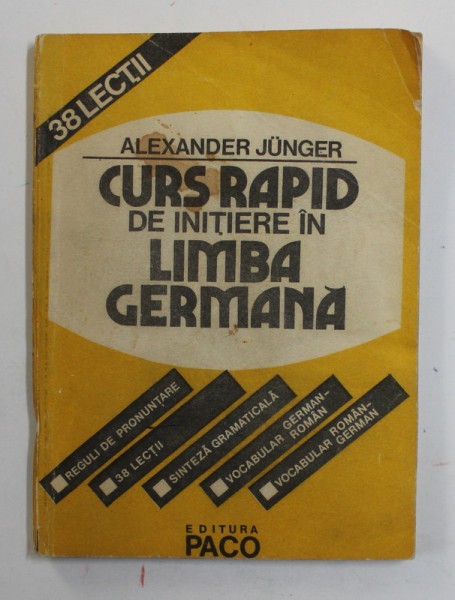 38 LECȚII
ALEXANDER JÜNGER
CURS RAPID
DE INIȚIERE ÎN
LIMBA
GERMANĂ
REGULI DE PRONUNȚARE
38 LECȚII
SINTEZĂ GRAMATICALĂ
VOCABULAR GERMAN-
ROMÂN
VOCABULAR ROMÂN-
GERMAN
EDITURA
PACO